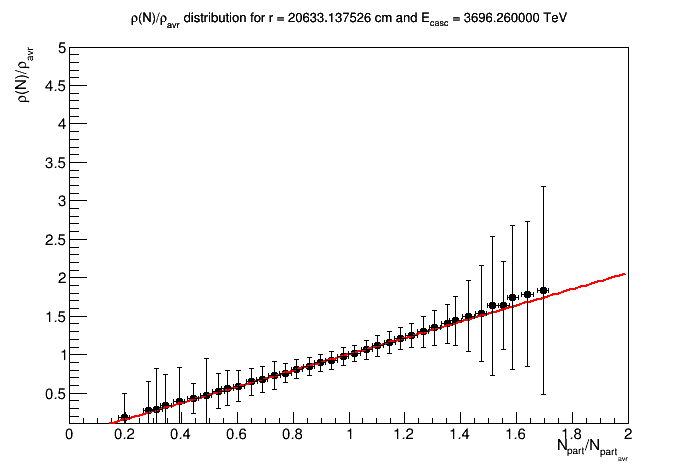 ρ(N)/ρavr distribution for r = 20633.137526 cm and Ecasc = 3696.260000 TeV
ρ(N)/ρavr
5
4.5
4
3.5
3
2.5
2
1.5
1
0.5
0 0.2 0.4 0.6 0.8 1 1.2 1.4 1.6 1.8 2
Npart/Npartavr